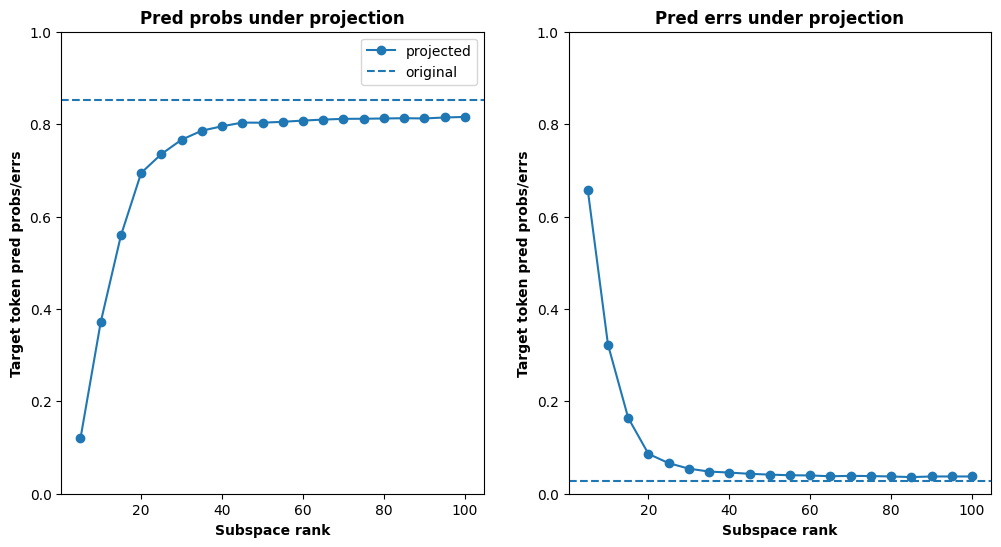 Pred probs under projection
Target token pred probs/errs
1.0
0.8
0.6
0.4
0.2
0.0
projected
original
20
40
60
80
100
Subspace rank
Pred errs under projection
Target token pred probs/errs
1.0
0.8
0.6
0.4
0.2
0.0
20
40
60
80
100
Subspace rank